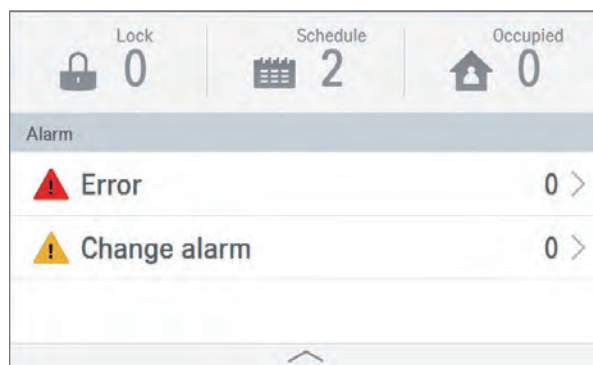 Lock Schedule Occupied
0 2 0
Alarm
Error 0
Change alarm 0